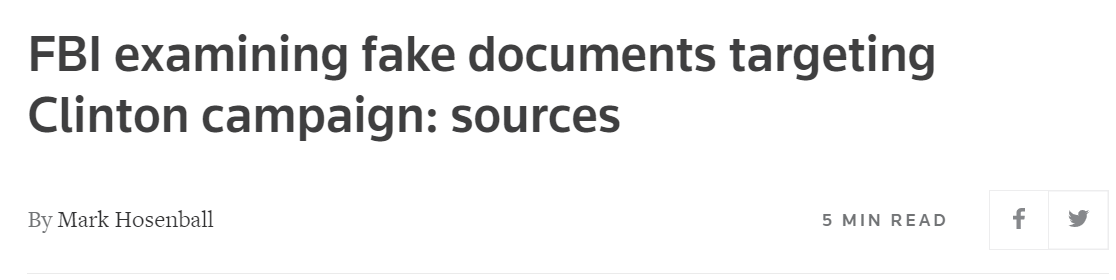 FBI examining fake documents targeting
Clinton campaign: sources
By Mark Hosenball
5 MIN READ